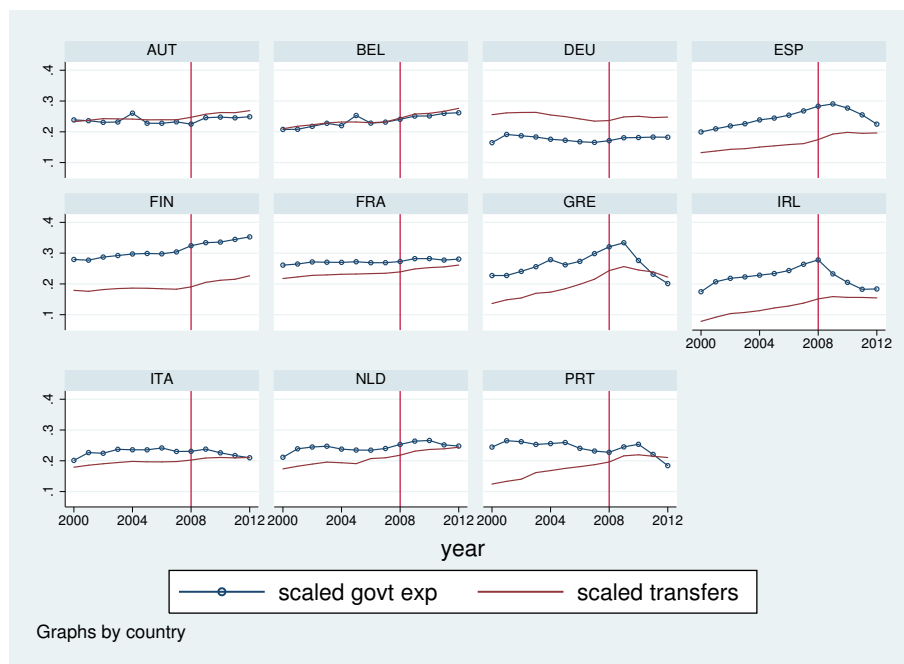 AUT BEL DEU ESP
.4
.3
.2
.1
FIN FRA GRE IRL
.4
.3
.2
.1
2000 2004 2008 2012
ITA NLD PRT
.4
.3
.2
.1
2000 2004 2008 2012 2000 2004 2008 2012 2000 2004 2008 2012
year
scaled govt exp scaled transfers
Graphs by country